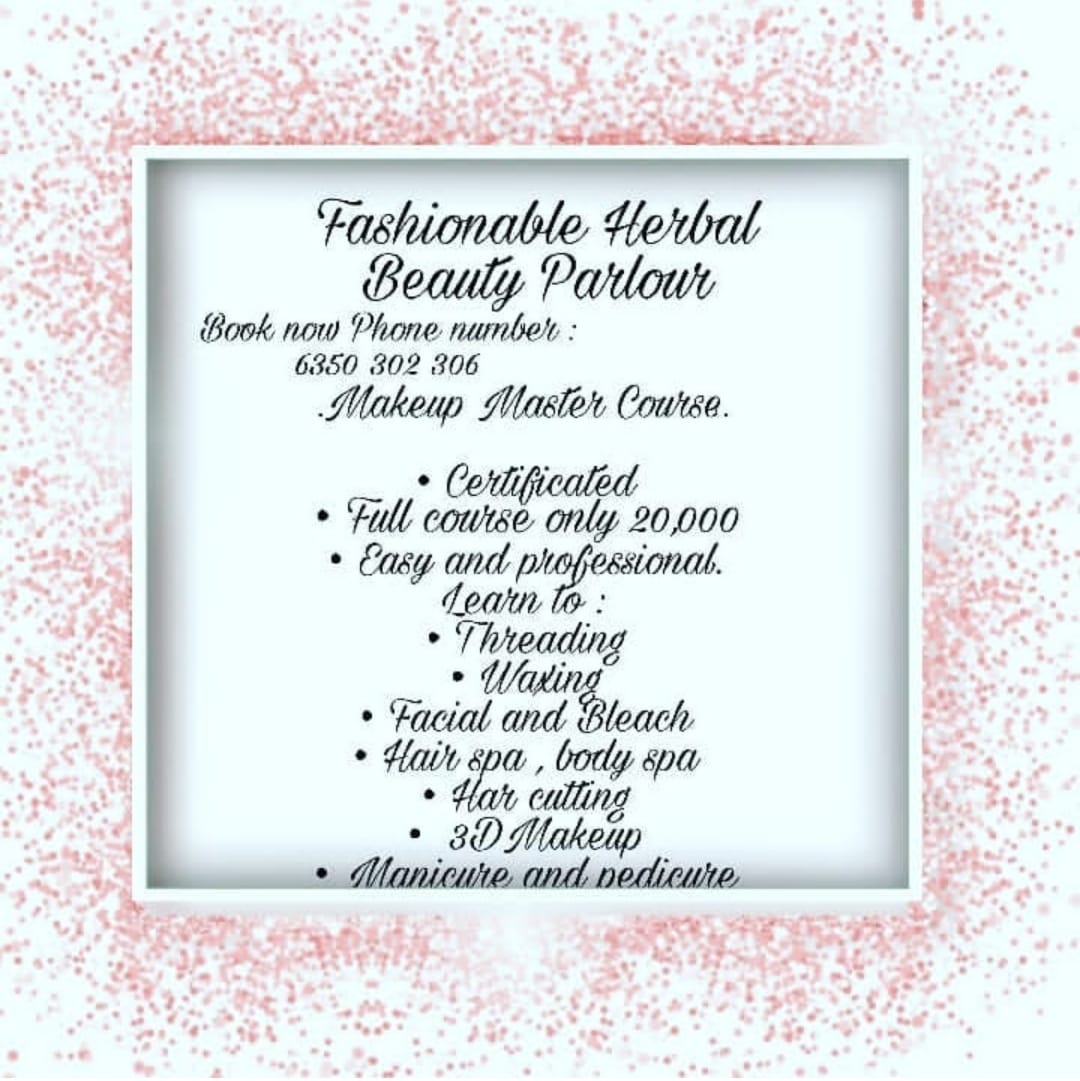 Fashionable Herbal
Beauty Parlour
Book now Phone number :
6350 302 306
.Makeup Master Course.
• Certificated
• Full course only 20,000
• Easy and professional.
Learn to :
• Threading
• Waxing
• Facial and Bleach
• Hair spa , body spa
• Har cutting
• 3D Makeup
• Manicure and pedicure